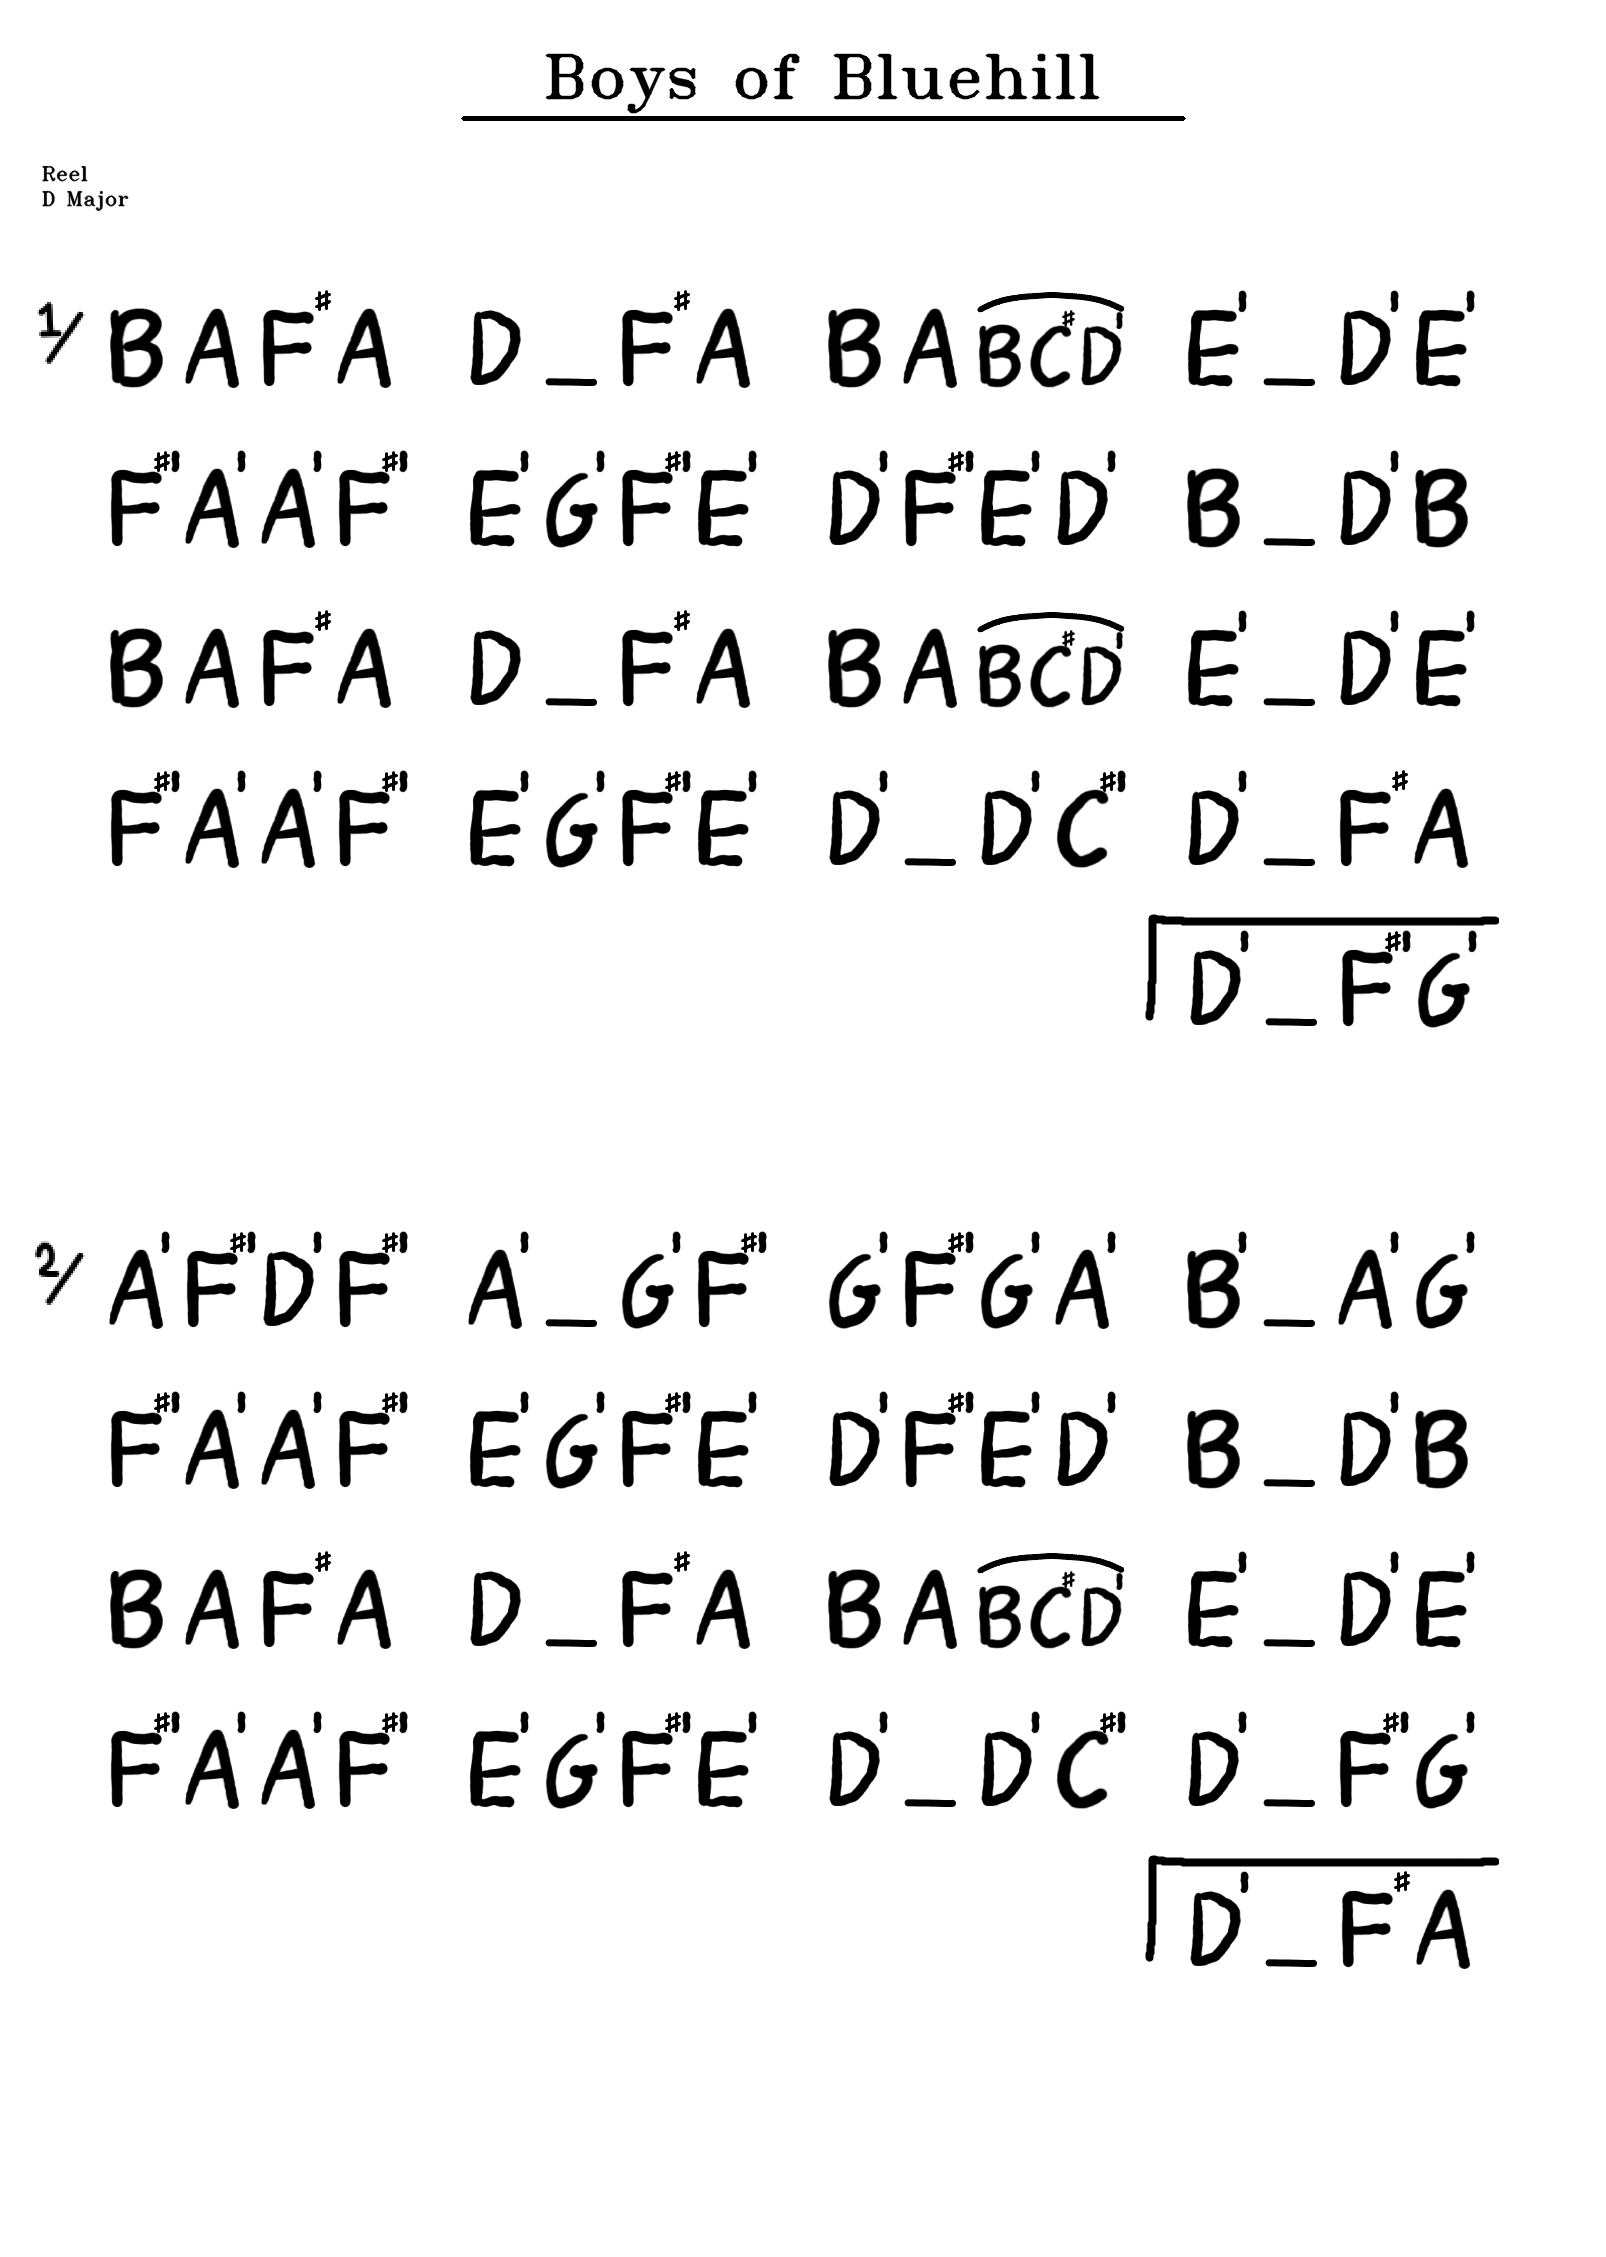 Boys of Bluehill
Reel
D Major
1/ B A F♯ A D _ F♯ A B A B C♯ D' E' _ D' E'
F♯' A' A' F♯' E' G' F♯' E' D' F♯' E' D' B _ D' B
B A F♯ A D _ F♯ A B A B C♯ D' E' _ D' E'
F♯' A' A' F♯' E' G' F♯' E' D' _ D' C♯' D' _ F♯ A
D' _ F♯' G'
2/ A' F♯' D' F♯' A' _ G' F♯' G' F♯' G' A' B' _ A' G'
F♯' A' A' F♯' E' G' F♯' E' D' F♯' E' D' B _ D' B
B A F♯ A D _ F♯ A B A B C♯ D' E' _ D' E'
F♯' A' A' F♯' E' G' F♯' E' D' _ D' C♯' D' _ F♯' G'
D' _ F♯ A